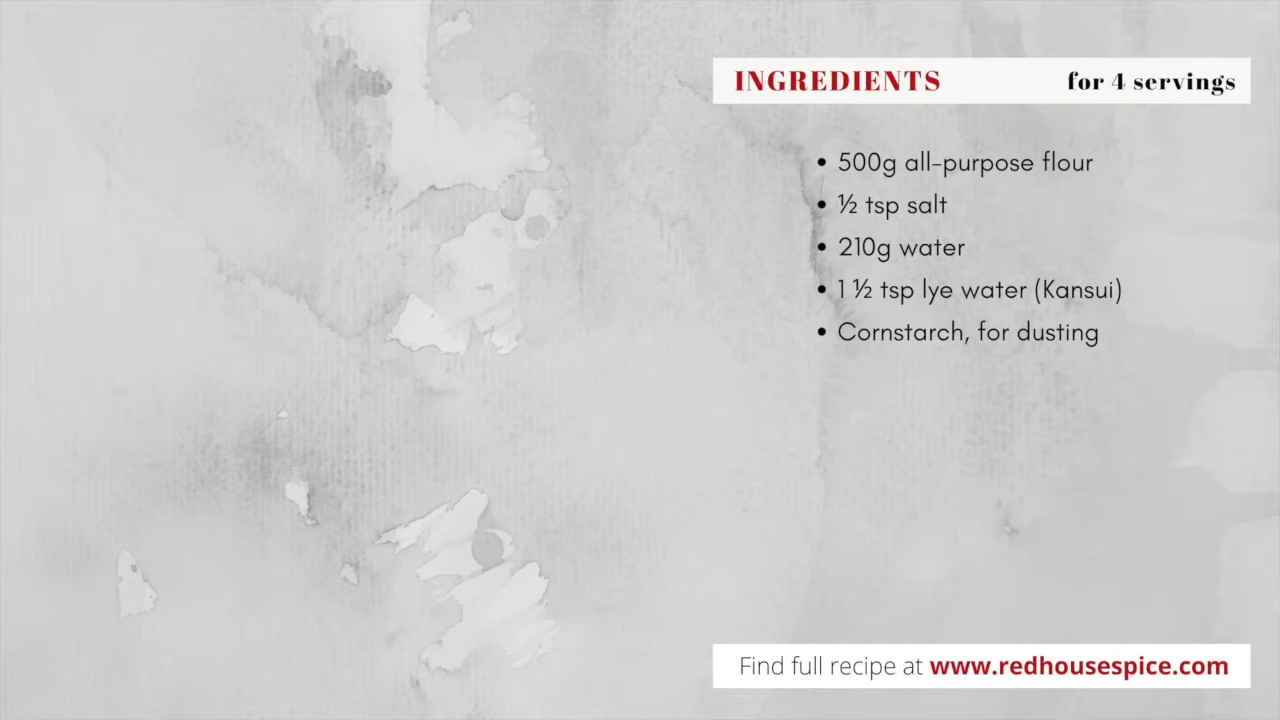 INGREDIENTS for 4 servings
• 500g all-purpose flour
• ½ tsp salt
• 210g water
• 1 ½ tsp lye water (Kansui)
• Cornstarch, for dusting
Find full recipe at www.redhousespice.com